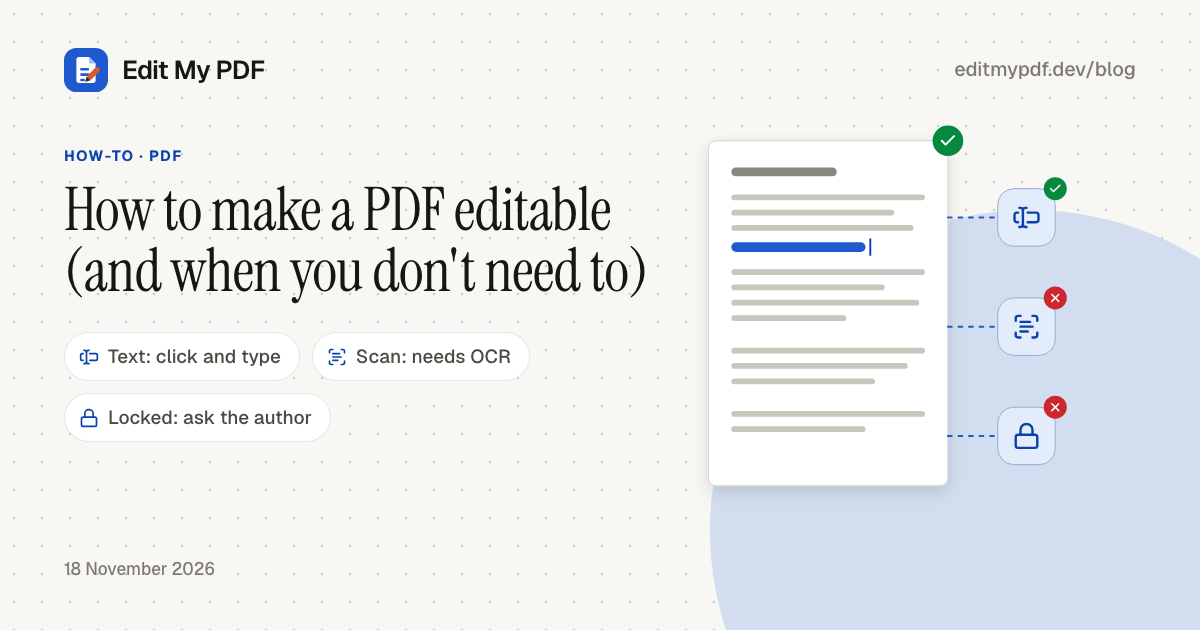 Edit My PDF
editmypdf.dev/blog
HOW-TO · PDF
How to make a PDF editable
(and when you don't need to)
Text: click and type
Scan: needs OCR
Locked: ask the author
18 November 2026